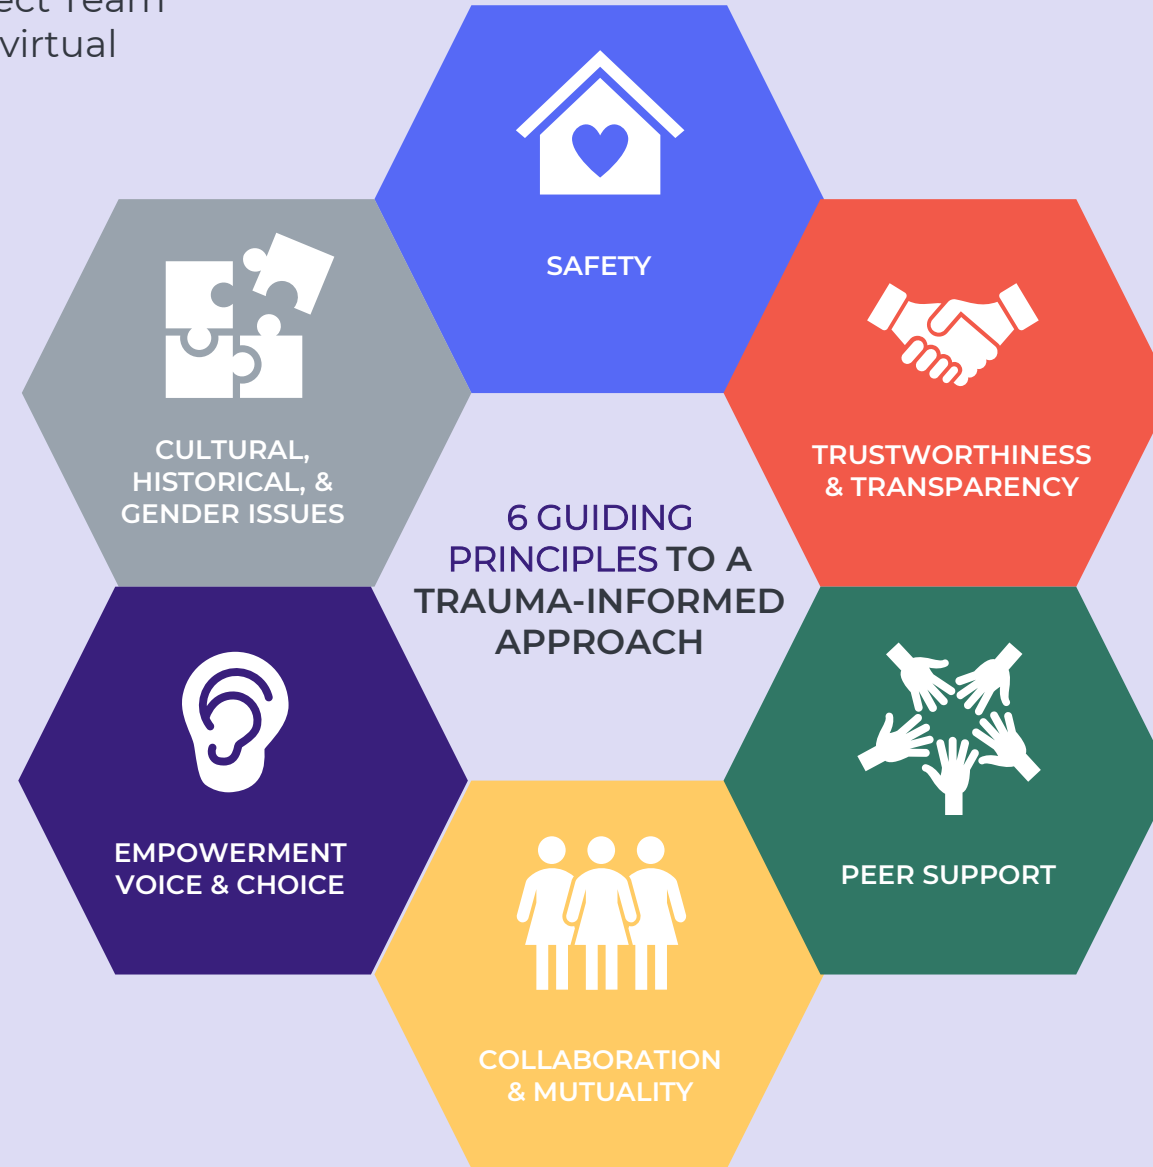 Team
virtual
SAFETY
TRUSTWORTHINESS
& TRANSPARENCY
CULTURAL,
HISTORICAL, &
GENDER ISSUES
6 GUIDING
PRINCIPLES TO A
TRAUMA-INFORMED
APPROACH
EMPOWERMENT
VOICE & CHOICE
PEER SUPPORT
COLLABORATION
& MUTUALITY